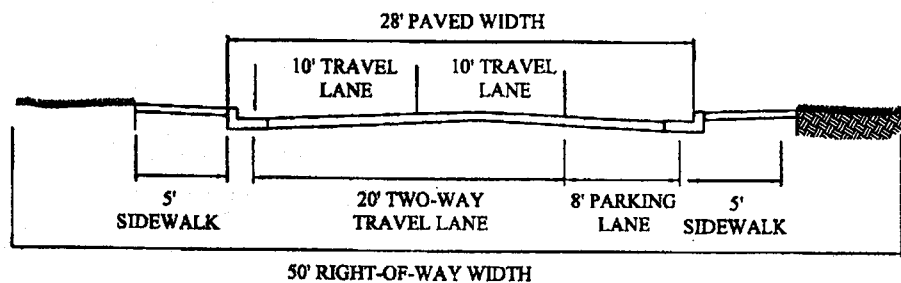 28' PAVED WIDTH
10' TRAVEL
LANE
10' TRAVEL
LANE
5'
SIDEWALK
20' TWO-WAY
TRAVEL LANE
8' PARKING
LANE
5'
SIDEWALK
50' RIGHT-OF-WAY WIDTH